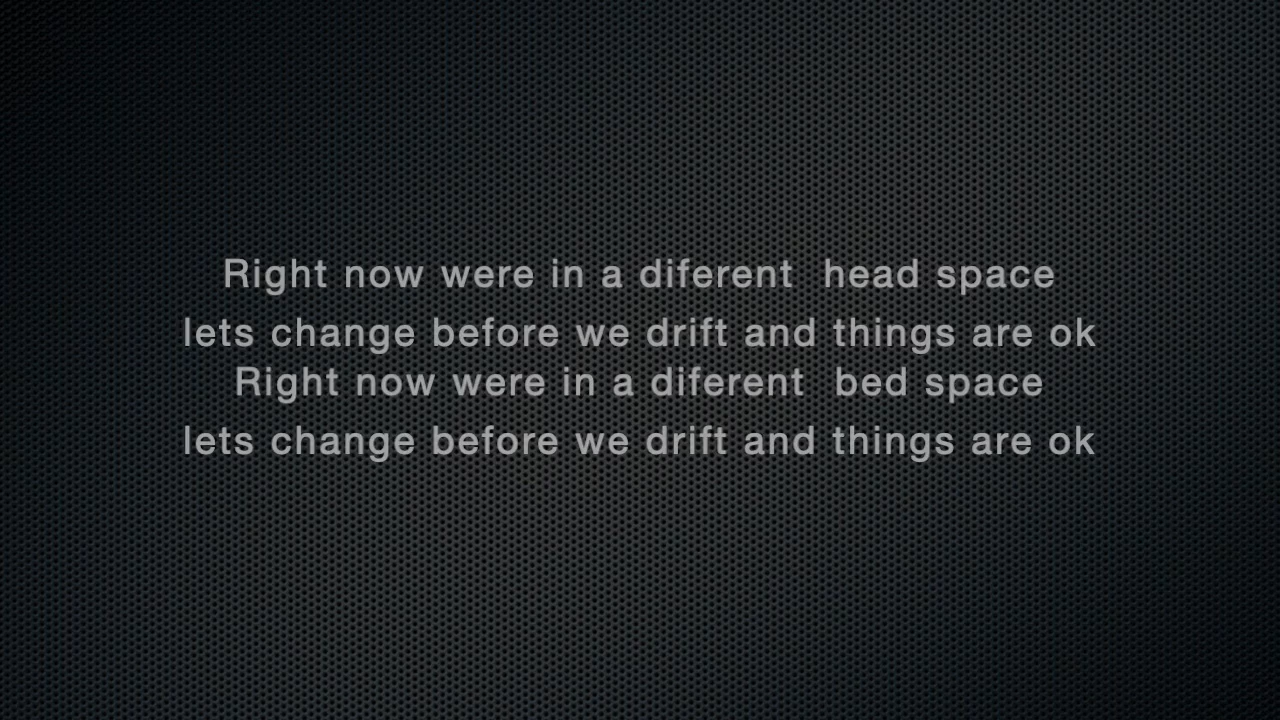 Right now were in a diferent  head space
lets change before we drift and things are ok
Right now were in a diferent  bed space
lets change before we drift and things are ok